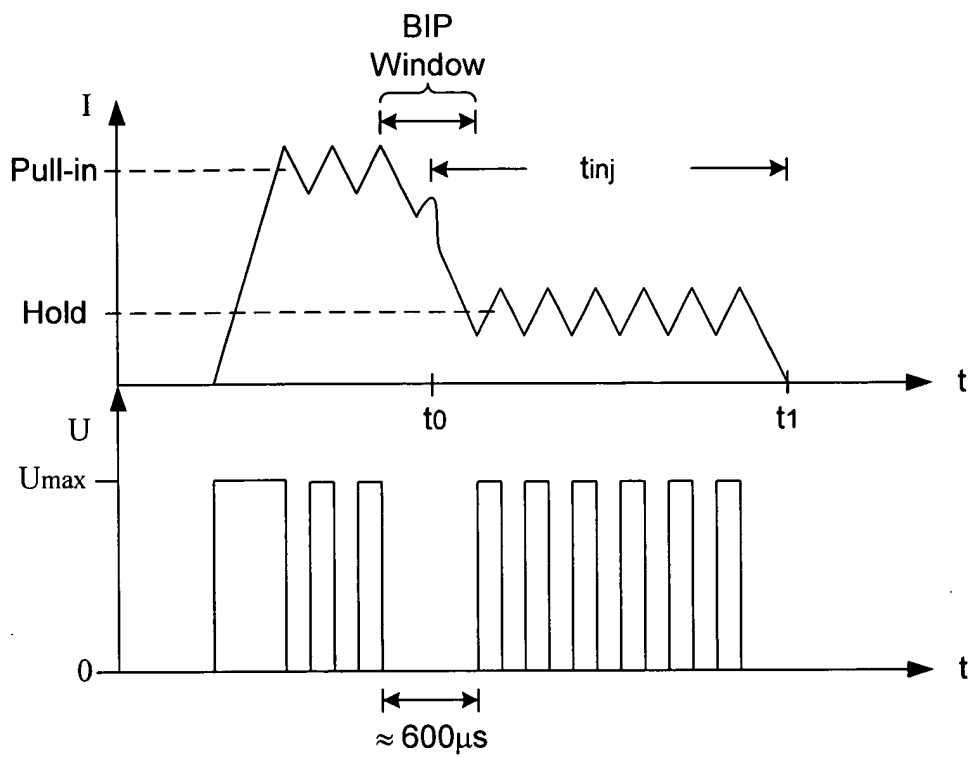 BIP
Window
I
Pull-in
tinj
Hold
t
t0
t1
U
Umax
0
t
≈ 600μs